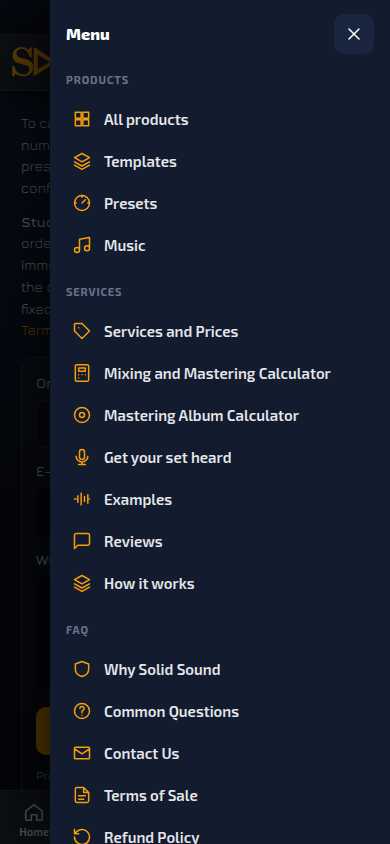 Menu
PRODUCTS
All products
Templates
Presets
Music
SERVICES
Services and Prices
Mixing and Mastering Calculator
Mastering Album Calculator
Get your set heard
Examples
Reviews
How it works
FAQ
Why Solid Sound
Common Questions
Contact Us
Terms of Sale
Refund Policy
Home